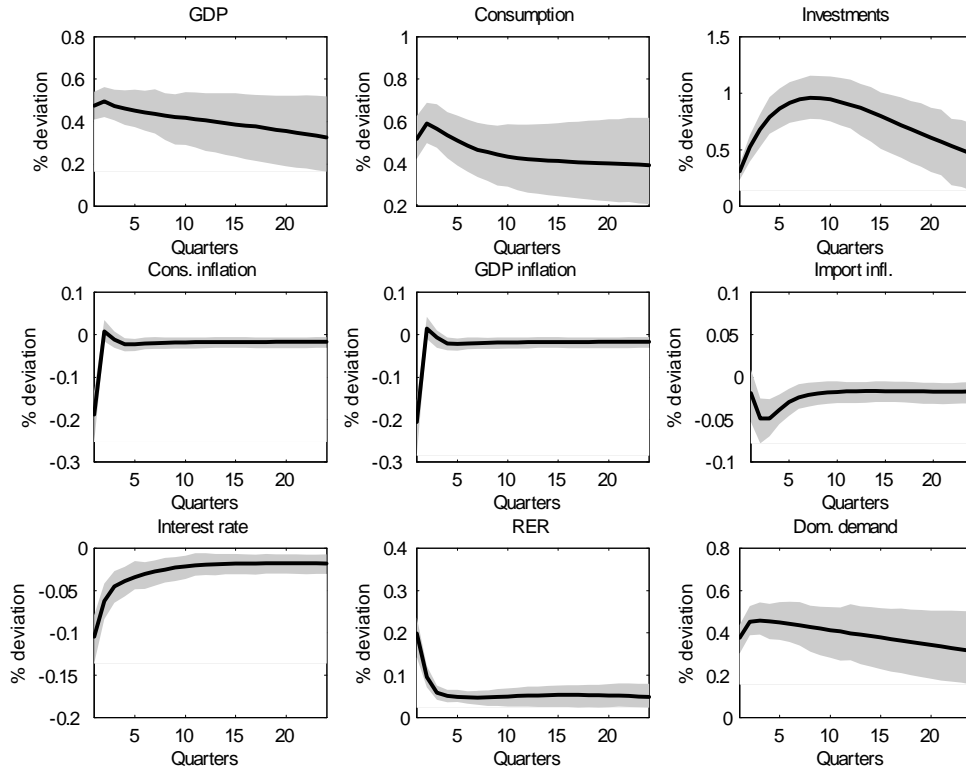 GDP
Consumption
Investments
% deviation
0.8
0.6
0.4
0.2
0
5 10 15 20
Quarters
% deviation
1
0.8
0.6
0.4
0.2
5 10 15 20
Quarters
% deviation
1.5
1
0.5
0
5 10 15 20
Quarters
Cons. inflation
GDP inflation
Import infl.
% deviation
0.1
0
-0.1
-0.2
-0.3
5 10 15 20
Quarters
% deviation
0.1
0
-0.1
-0.2
-0.3
5 10 15 20
Quarters
% deviation
0.1
0.05
0
-0.05
-0.1
5 10 15 20
Quarters
Interest rate
RER
Dom. demand
% deviation
0
-0.05
-0.1
-0.15
-0.2
5 10 15 20
Quarters
% deviation
0.4
0.3
0.2
0.1
0
5 10 15 20
Quarters
% deviation
0.8
0.6
0.4
0.2
0
5 10 15 20
Quarters